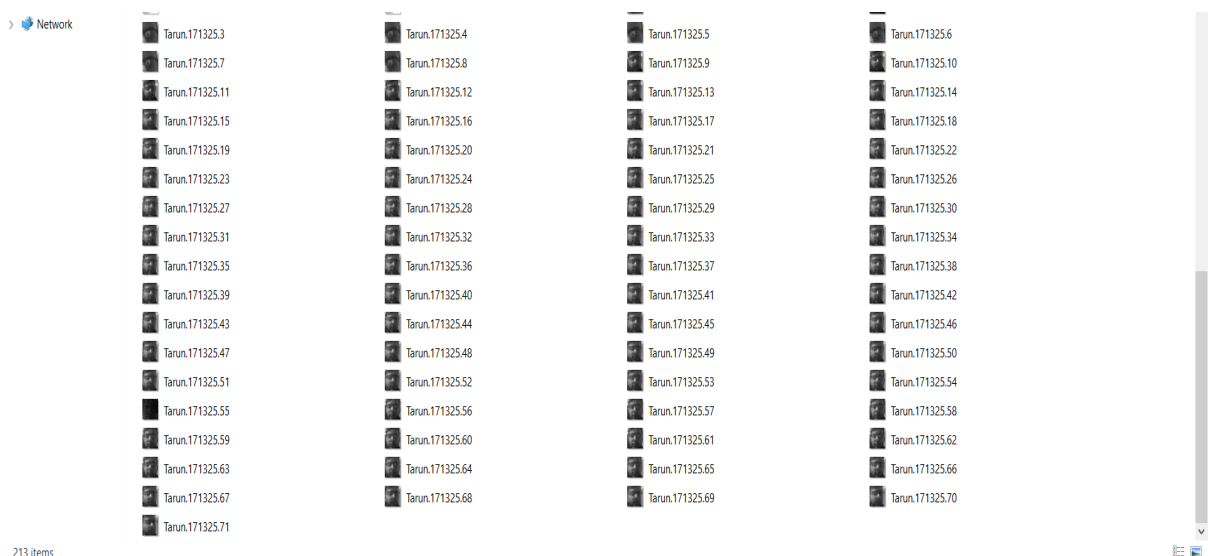 Network
Tarun.171325.3 Tarun.171325.4 Tarun.171325.5 Tarun.171325.6
Tarun.171325.7 Tarun.171325.8 Tarun.171325.9 Tarun.171325.10
Tarun.171325.11 Tarun.171325.12 Tarun.171325.13 Tarun.171325.14
Tarun.171325.15 Tarun.171325.16 Tarun.171325.17 Tarun.171325.18
Tarun.171325.19 Tarun.171325.20 Tarun.171325.21 Tarun.171325.22
Tarun.171325.23 Tarun.171325.24 Tarun.171325.25 Tarun.171325.26
Tarun.171325.27 Tarun.171325.28 Tarun.171325.29 Tarun.171325.30
Tarun.171325.31 Tarun.171325.32 Tarun.171325.33 Tarun.171325.34
Tarun.171325.35 Tarun.171325.36 Tarun.171325.37 Tarun.171325.38
Tarun.171325.39 Tarun.171325.40 Tarun.171325.41 Tarun.171325.42
Tarun.171325.43 Tarun.171325.44 Tarun.171325.45 Tarun.171325.46
Tarun.171325.47 Tarun.171325.48 Tarun.171325.49 Tarun.171325.50
Tarun.171325.51 Tarun.171325.52 Tarun.171325.53 Tarun.171325.54
Tarun.171325.55 Tarun.171325.56 Tarun.171325.57 Tarun.171325.58
Tarun.171325.59 Tarun.171325.60 Tarun.171325.61 Tarun.171325.62
Tarun.171325.63 Tarun.171325.64 Tarun.171325.65 Tarun.171325.66
Tarun.171325.67 Tarun.171325.68 Tarun.171325.69 Tarun.171325.70
Tarun.171325.71
213 items